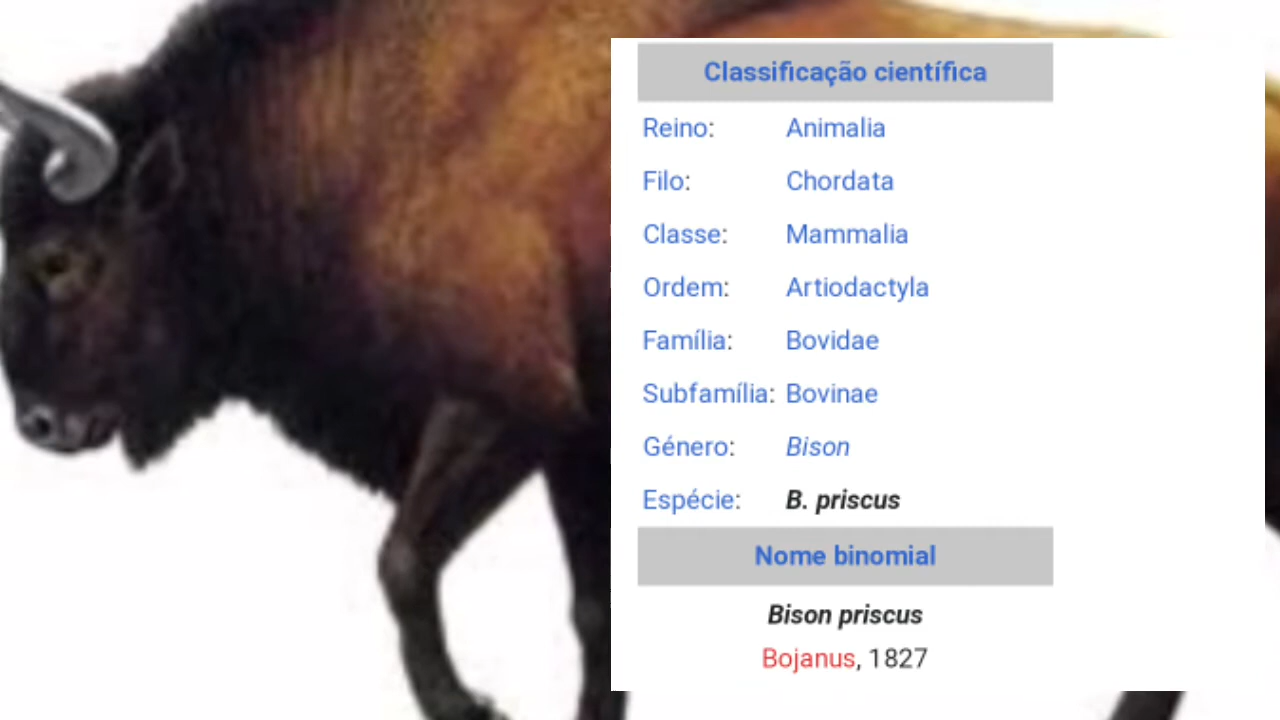 Classificação científica
Reino: Animalia
Filo: Chordata
Classe: Mammalia
Ordem: Artiodactyla
Família: Bovidae
Subfamília: Bovinae
Género: Bison
Espécie: B. priscus
Nome binomial
Bison priscus
Bojanus, 1827